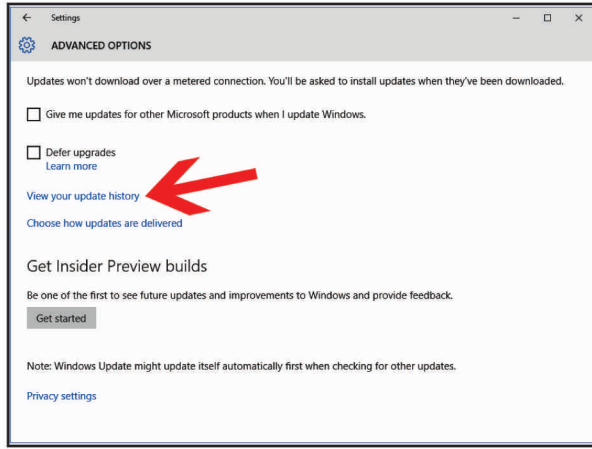 Settings
ADVANCED OPTIONS
Updates won't download over a metered connection. You'll be asked to install updates when they've been downloaded.
Give me updates for other Microsoft products when I update Windows.
Defer upgrades
Learn more
View your update history
Choose how updates are delivered
Get Insider Preview builds
Be one of the first to see future updates and improvements to Windows and provide feedback.
Get started
Note: Windows Update might update itself automatically first when checking for other updates.
Privacy settings